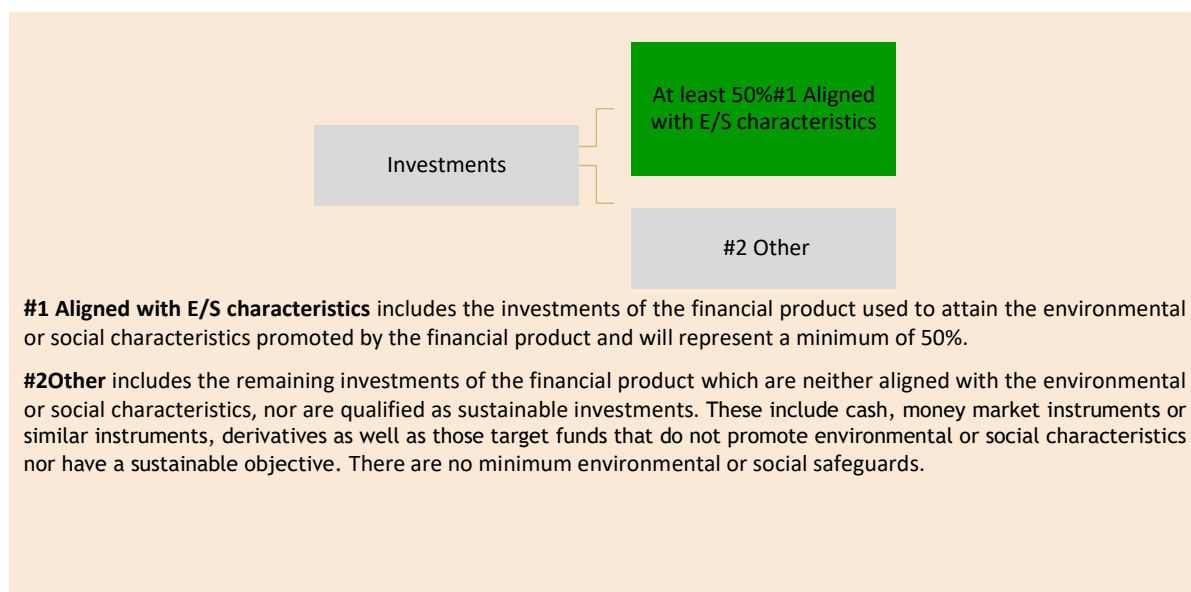 At least 50%#1 Aligned
with E/S characteristics
Investments
#2 Other
#1 Aligned with E/S characteristics includes the investments of the financial product used to attain the environmental
or social characteristics promoted by the financial product and will represent a minimum of 50%.
#2Other includes the remaining investments of the financial product which are neither aligned with the environmental
or social characteristics, nor are qualified as sustainable investments. These include cash, money market instruments or
similar instruments, derivatives as well as those target funds that do not promote environmental or social characteristics
nor have a sustainable objective. There are no minimum environmental or social safeguards.